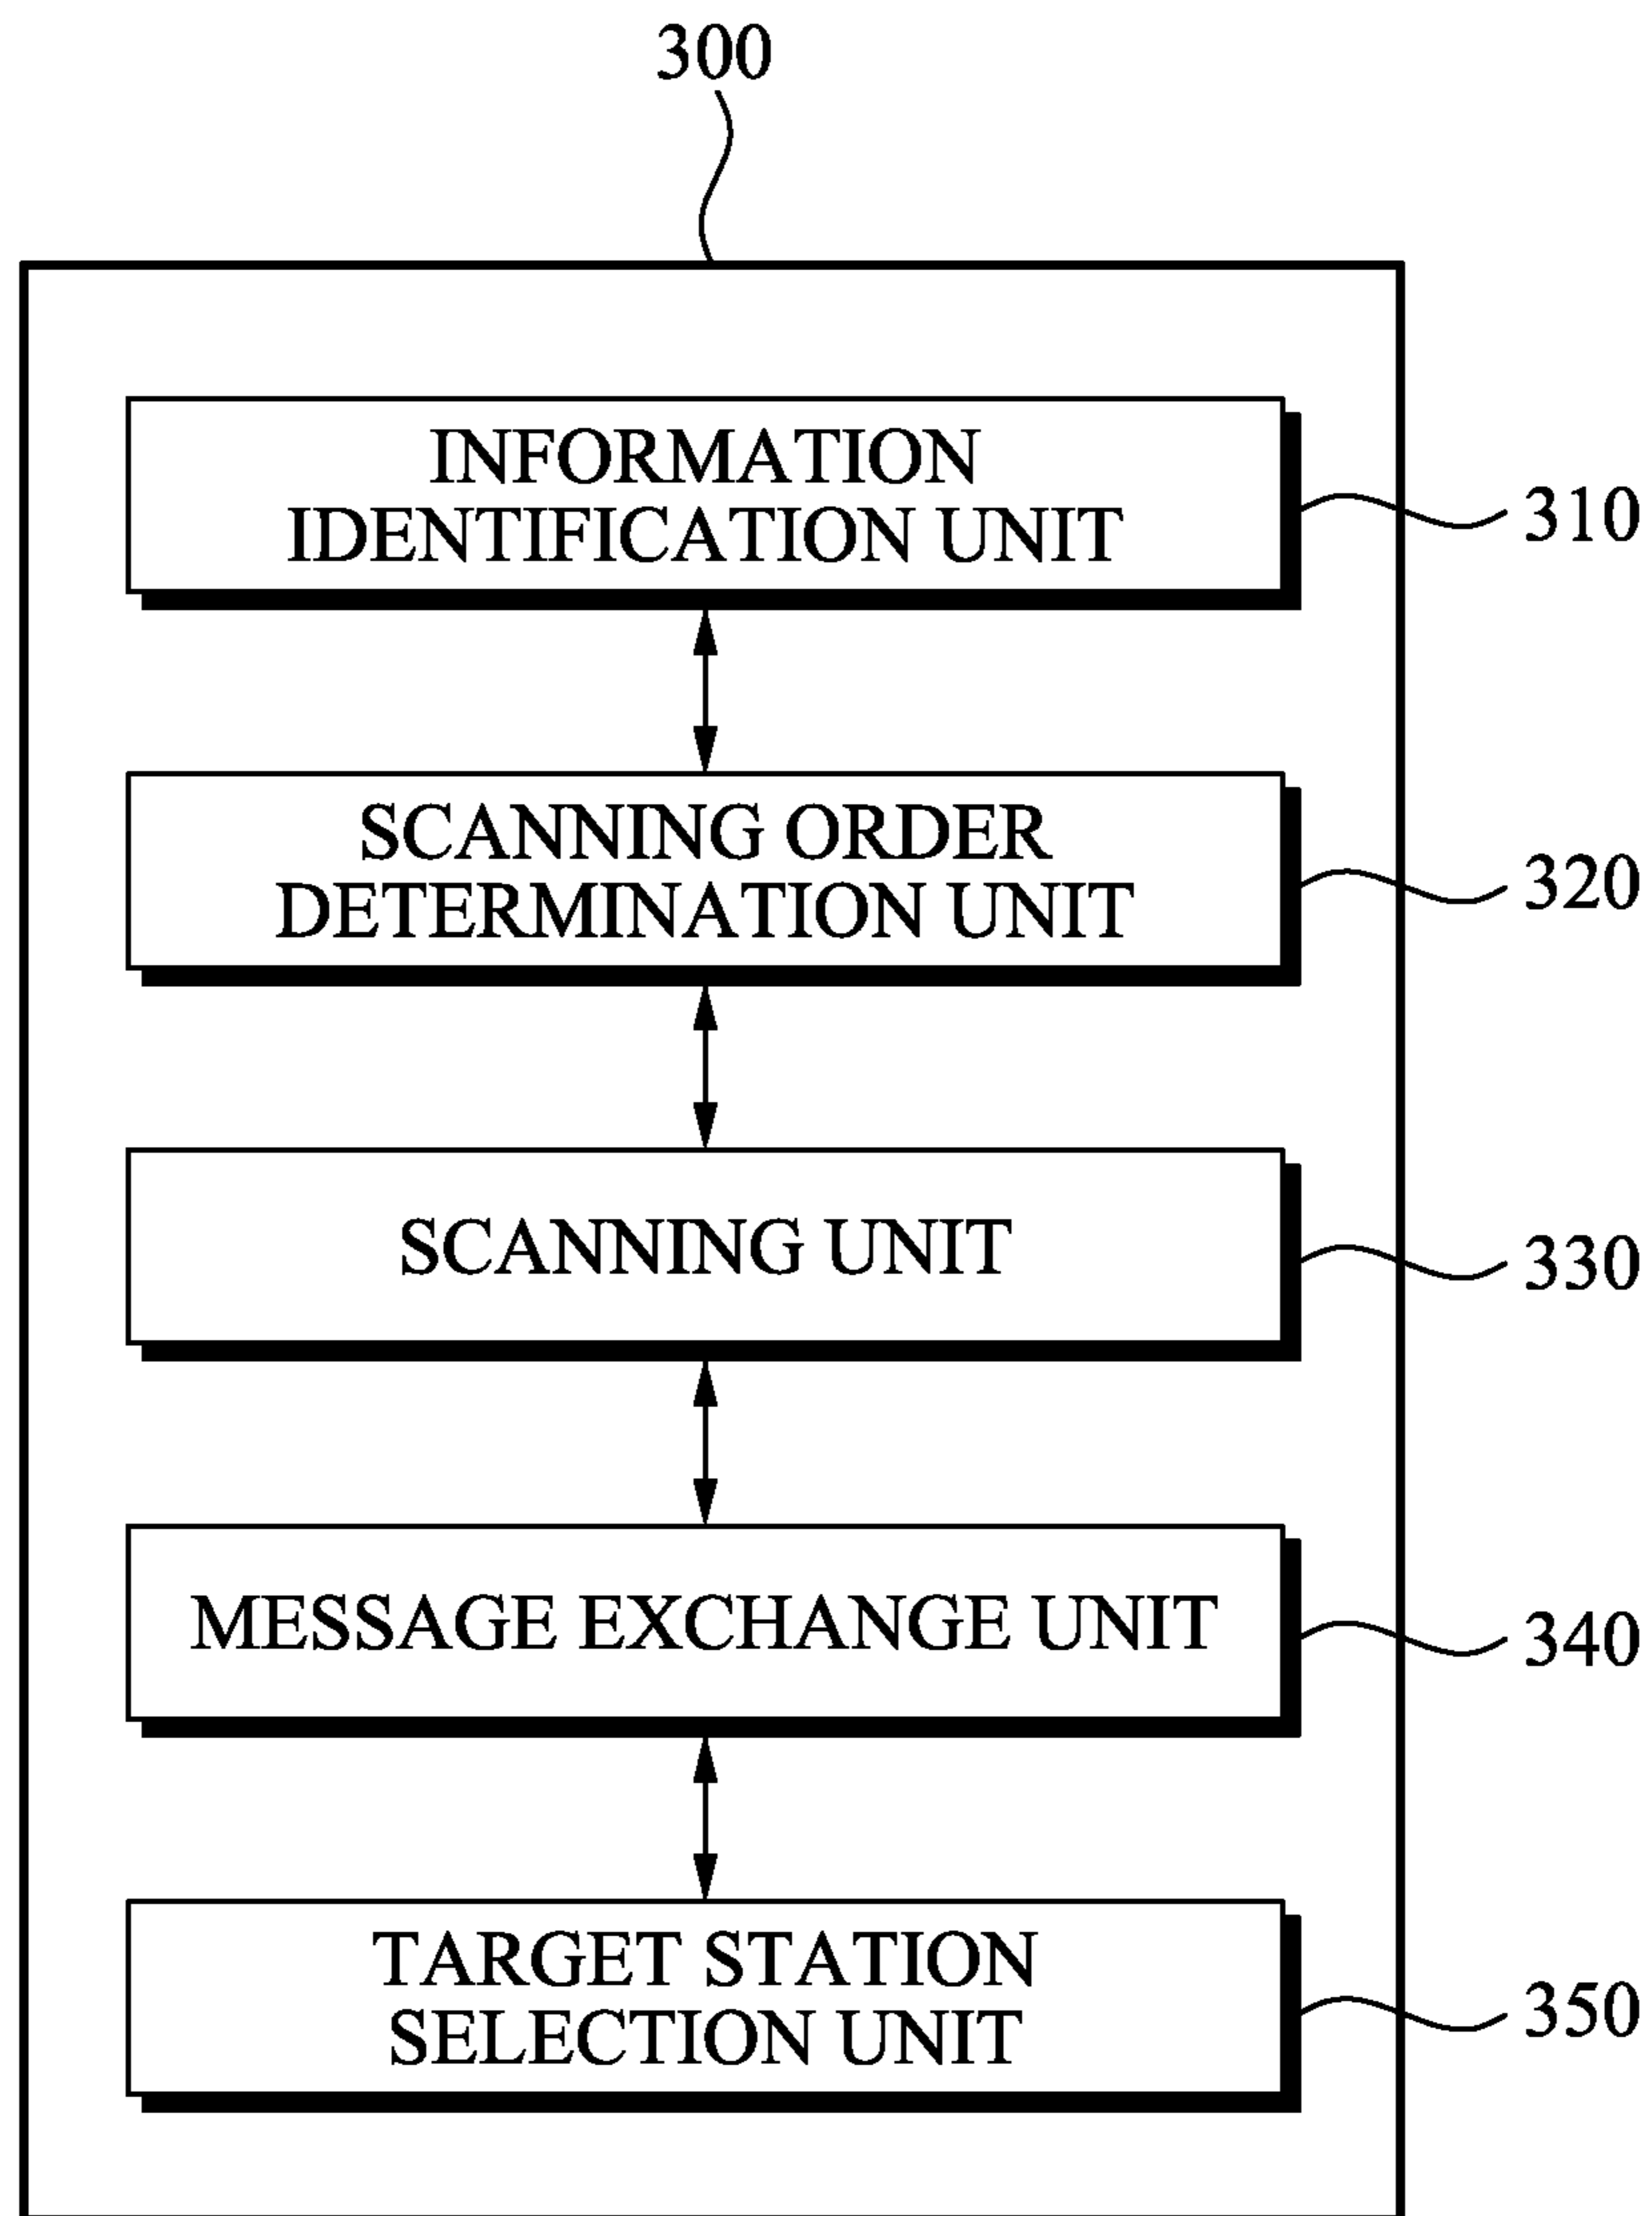 300
INFORMATION
IDENTIFICATION UNIT
310
SCANNING ORDER
DETERMINATION UNIT
320
SCANNING UNIT
330
MESSAGE EXCHANGE UNIT
340
TARGET STATION
SELECTION UNIT
350